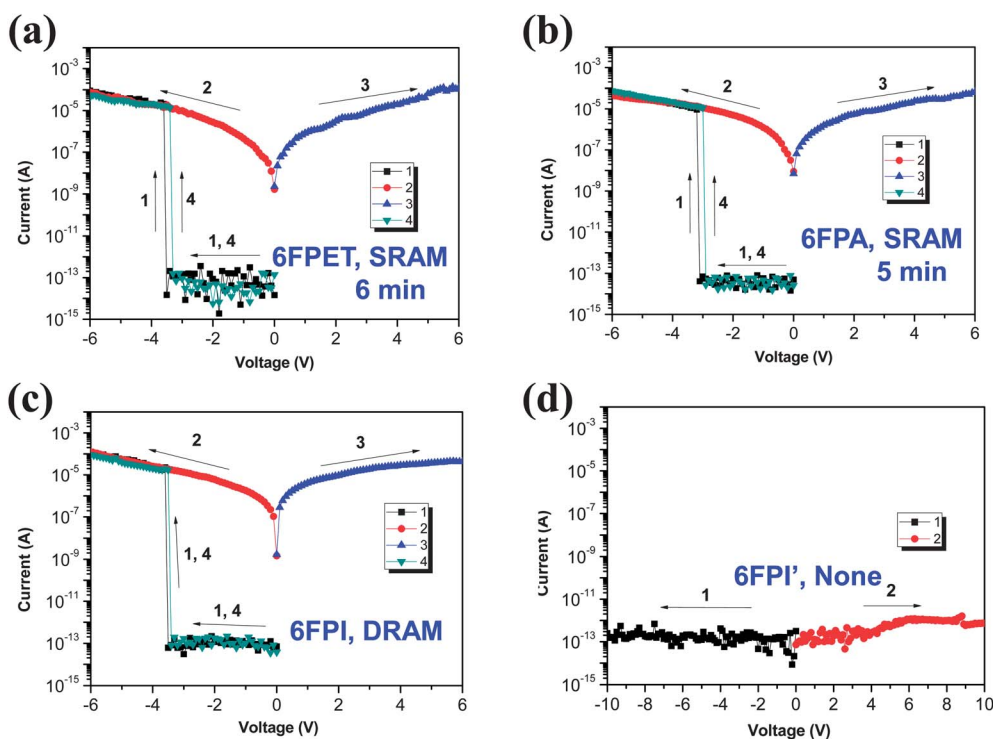 (a)
10⁻³
10⁻⁵
10⁻⁷
10⁻⁹
10⁻¹¹
10⁻¹³
10⁻¹⁵
Current (A)
2
3
1
4
1, 4
1
2
3
4
6FPET, SRAM
6 min
-6 -4 -2 0 2 4 6
Voltage (V)
(b)
10⁻³
10⁻⁵
10⁻⁷
10⁻⁹
10⁻¹¹
10⁻¹³
10⁻¹⁵
Current (A)
2
3
1
4
1, 4
1
2
3
4
6FPA, SRAM
5 min
-6 -4 -2 0 2 4 6
Voltage (V)
(c)
10⁻³
10⁻⁵
10⁻⁷
10⁻⁹
10⁻¹¹
10⁻¹³
10⁻¹⁵
Current (A)
2
3
1, 4
1, 4
1
2
3
4
6FPI, DRAM
-6 -4 -2 0 2 4 6
Voltage (V)
(d)
10⁻³
10⁻⁵
10⁻⁷
10⁻⁹
10⁻¹¹
10⁻¹³
10⁻¹⁵
Current (A)
1
2
6FPI’, None
1
2
-10 -8 -6 -4 -2 0 2 4 6 8 10
Voltage (V)